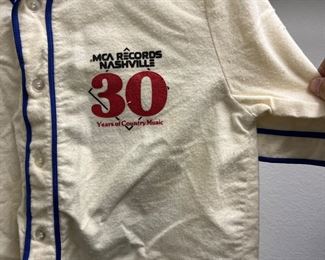 MCA RECORDS
NASHVILLE
30
Years of Country Music